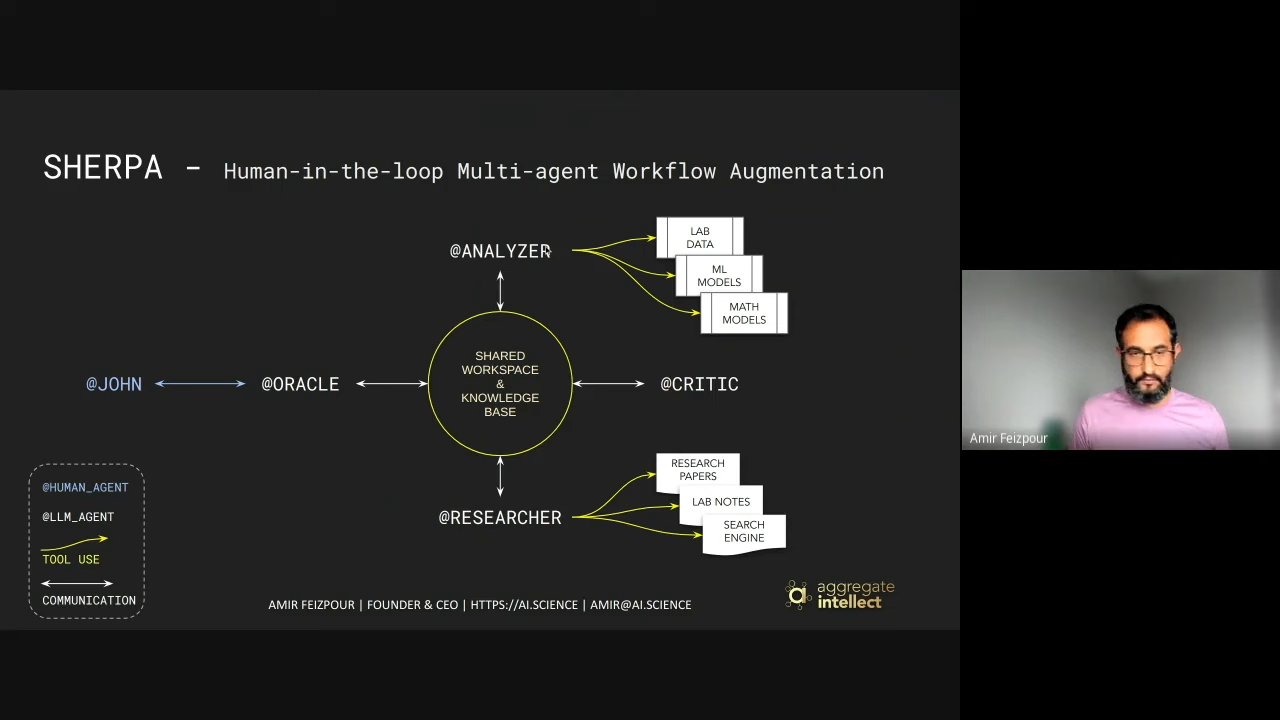 SHERPA - Human-in-the-loop Multi-agent Workflow Augmentation
@ANALYZER
LAB
DATA
ML
MODELS
MATH
MODELS
@JOHN
@ORACLE
SHARED
WORKSPACE
&
KNOWLEDGE
BASE
@CRITIC
@RESEARCHER
RESEARCH
PAPERS
LAB NOTES
SEARCH
ENGINE
@HUMAN_AGENT
@LLM_AGENT
TOOL USE
COMMUNICATION
AMIR FEIZPOUR | FOUNDER & CEO | HTTPS://AI.SCIENCE | AMIR@AI.SCIENCE
aggregate
intellect
Amir Feizpour